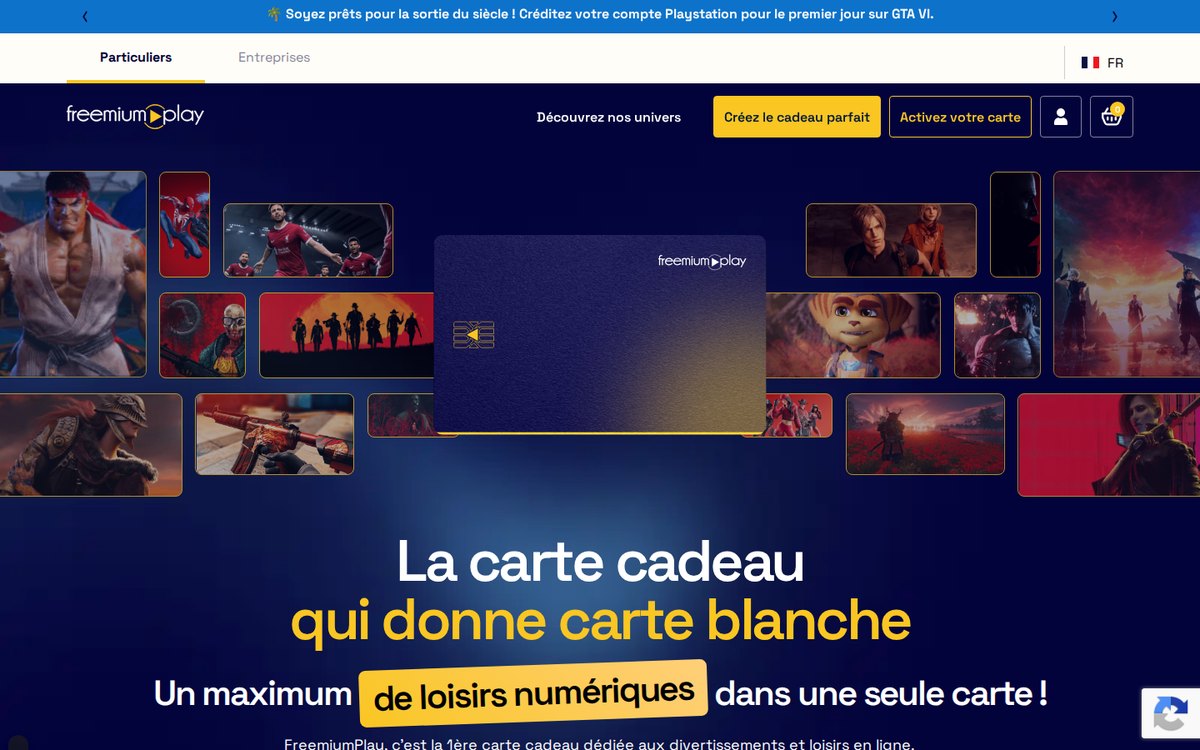 🌴 Soyez prêts pour la sortie du siècle ! Créditez votre compte Playstation pour le premier jour sur GTA VI.
Particuliers
Entreprises
FR
freemium play
Découvrez nos univers
Créez le cadeau parfait
Activez votre carte
0
freemium play
La carte cadeau
qui donne carte blanche
Un maximum de loisirs numériques dans une seule carte !
FreemiumPlay, c'est la 1ère carte cadeau dédiée aux divertissements et loisirs en ligne.